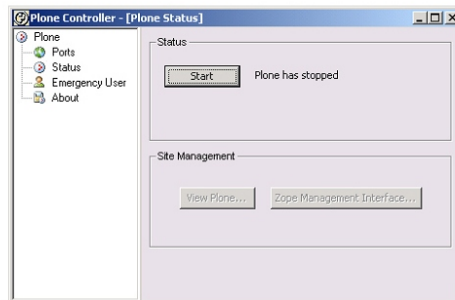 Plone Controller - [Plone Status]
Plone
Ports
Status
Emergency User
About
Status
Start
Plone has stopped
Site Management
View Plone...
Zope Management Interface...